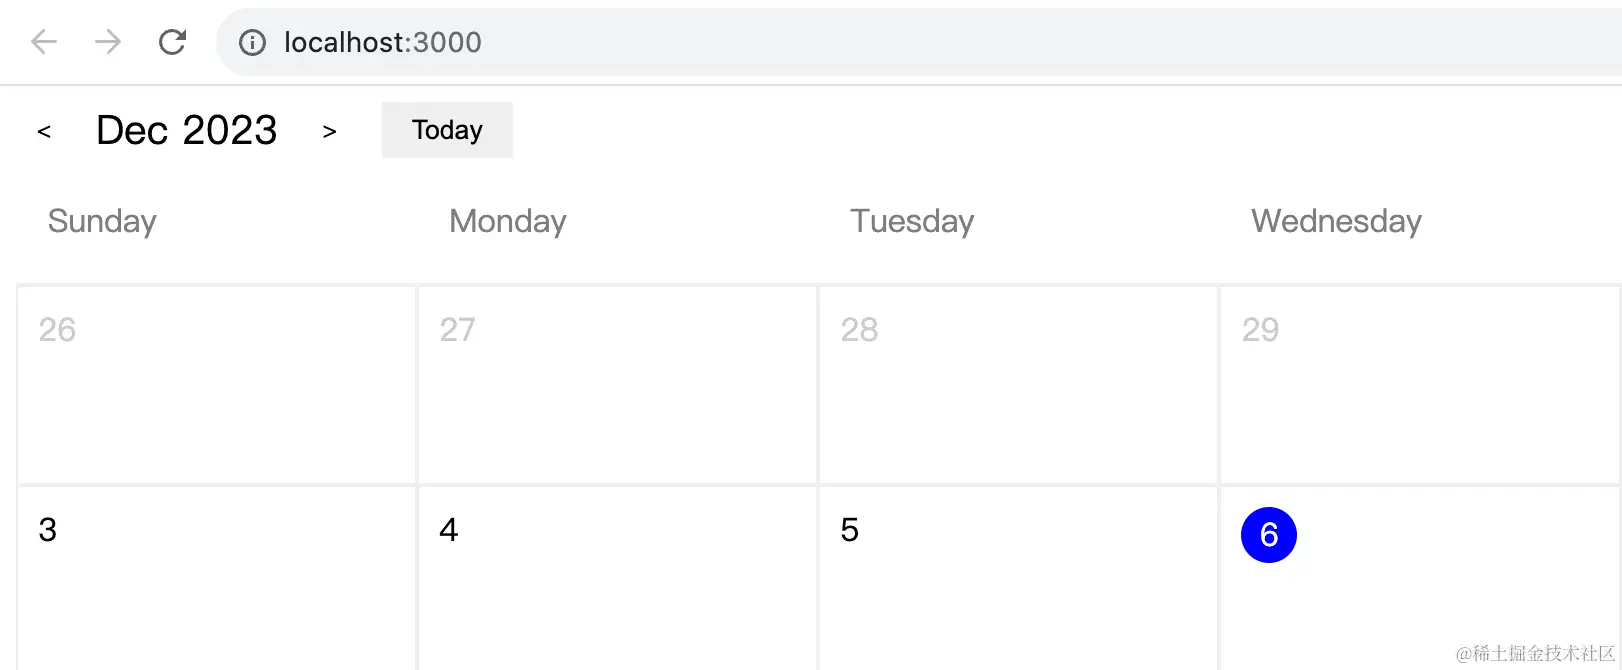 localhost:3000
< Dec 2023 > Today
Sunday Monday Tuesday Wednesday
26 27 28 29
3 4 5 6
@稀土掘金技术社区